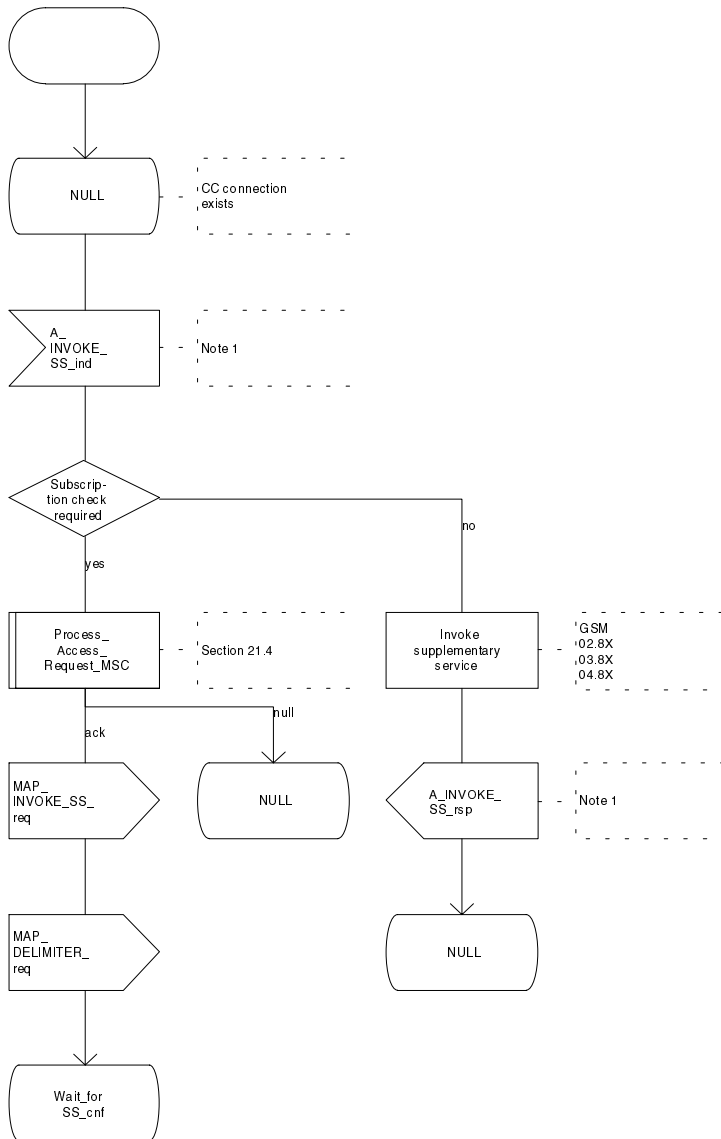 NULL
CC connection
exists
A_
INVOKE_
SS_ind
Note 1
Subscrip-
tion check
required
no
yes
Process_
Access_
Request_MSC
Section 21.4
Invoke
supplementary
service
GSM
02.8X
03.8X
04.8X
null
ack
MAP_
INVOKE_SS_
req
NULL
A_INVOKE_
SS_rsp
Note 1
MAP_
DELIMITER_
req
NULL
Wait_for
SS_cnf